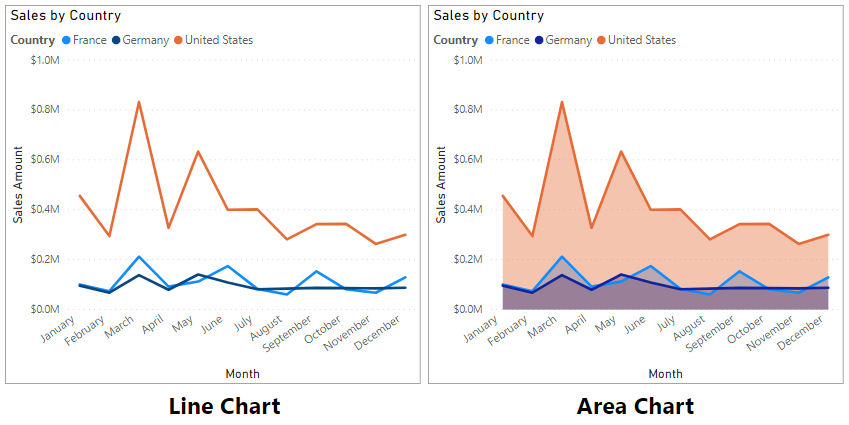 Sales by Country
Country France Germany United States
$1.0M
$0.8M
$0.6M
$0.4M
$0.2M
$0.0M
Sales Amount
January
February
March
April
May
June
July
August
September
October
November
December
Month
Line Chart
Sales by Country
Country France Germany United States
$1.0M
$0.8M
$0.6M
$0.4M
$0.2M
$0.0M
Sales Amount
January
February
March
April
May
June
July
August
September
October
November
December
Month
Area Chart